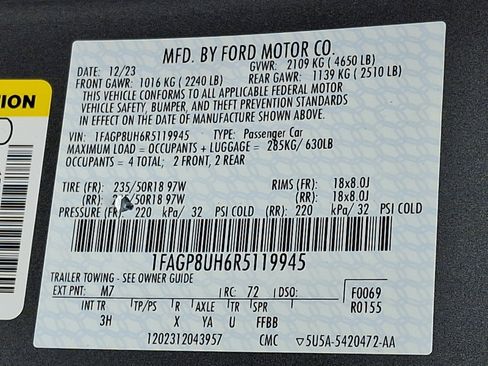 MFD. BY FORD MOTOR CO.
DATE: 12/23 GVWR: 2109 KG ( 4650 LB)
FRONT GAWR: 1016 KG ( 2240 LB) REAR GAWR: 1139 KG ( 2510 LB)
THIS VEHICLE CONFORMS TO ALL APPLICABLE FEDERAL MOTOR
VEHICLE SAFETY, BUMPER, AND THEFT PREVENTION STANDARDS
IN EFFECT ON THE DATE OF MANUFACTURE SHOWN ABOVE.
VIN: 1FAGP8UH6R5119945 TYPE: Passenger Car
MAXIMUM LOAD = OCCUPANTS + LUGGAGE = 285KG/ 630LB
OCCUPANTS = 4 TOTAL; 2 FRONT, 2 REAR
TIRE (FR): 235/50R18 97W RIMS (FR): 18x8.0J
(RR): /50R18 97W (RR): 18x8.0J
PRESSURE (FR): 220 kPa/ 32 PSI COLD (RR): 220 kPa/ 32 PSI COLD
1FAGP8UH6R5119945
TRAILER TOWING - SEE OWNER GUIDE
EXT PNT: M7 RC: 72 DSO: F0069
INT TR TP/PS R AXLE TR SPR R0155
3H X YA U FFBB
1202312043957 CMC ▽5U5A-5420472-AA
TION